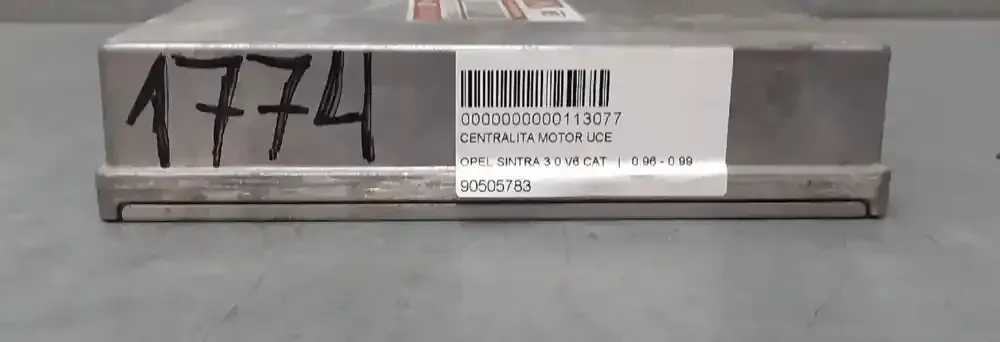 1774
0000000000113077
CENTRALITA MOTOR UCE
OPEL SINTRA 3.0 V6 CAT | 0.96 - 0.99
90505783